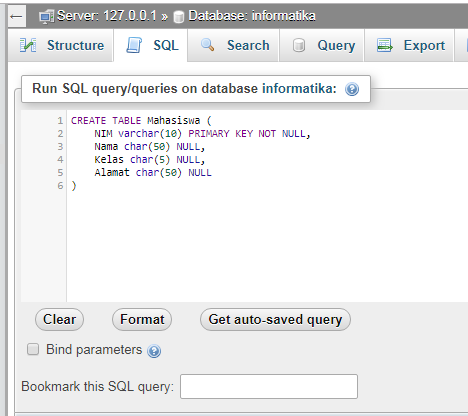 ← Server: 127.0.0.1 » Database: informatika
Structure SQL Search Query Export
Run SQL query/queries on database informatika:
1 CREATE TABLE Mahasiswa (
2 NIM varchar(10) PRIMARY KEY NOT NULL,
3 Nama char(50) NULL,
4 Kelas char(5) NULL,
5 Alamat char(50) NULL
6 )
Clear Format Get auto-saved query
Bind parameters
Bookmark this SQL query: